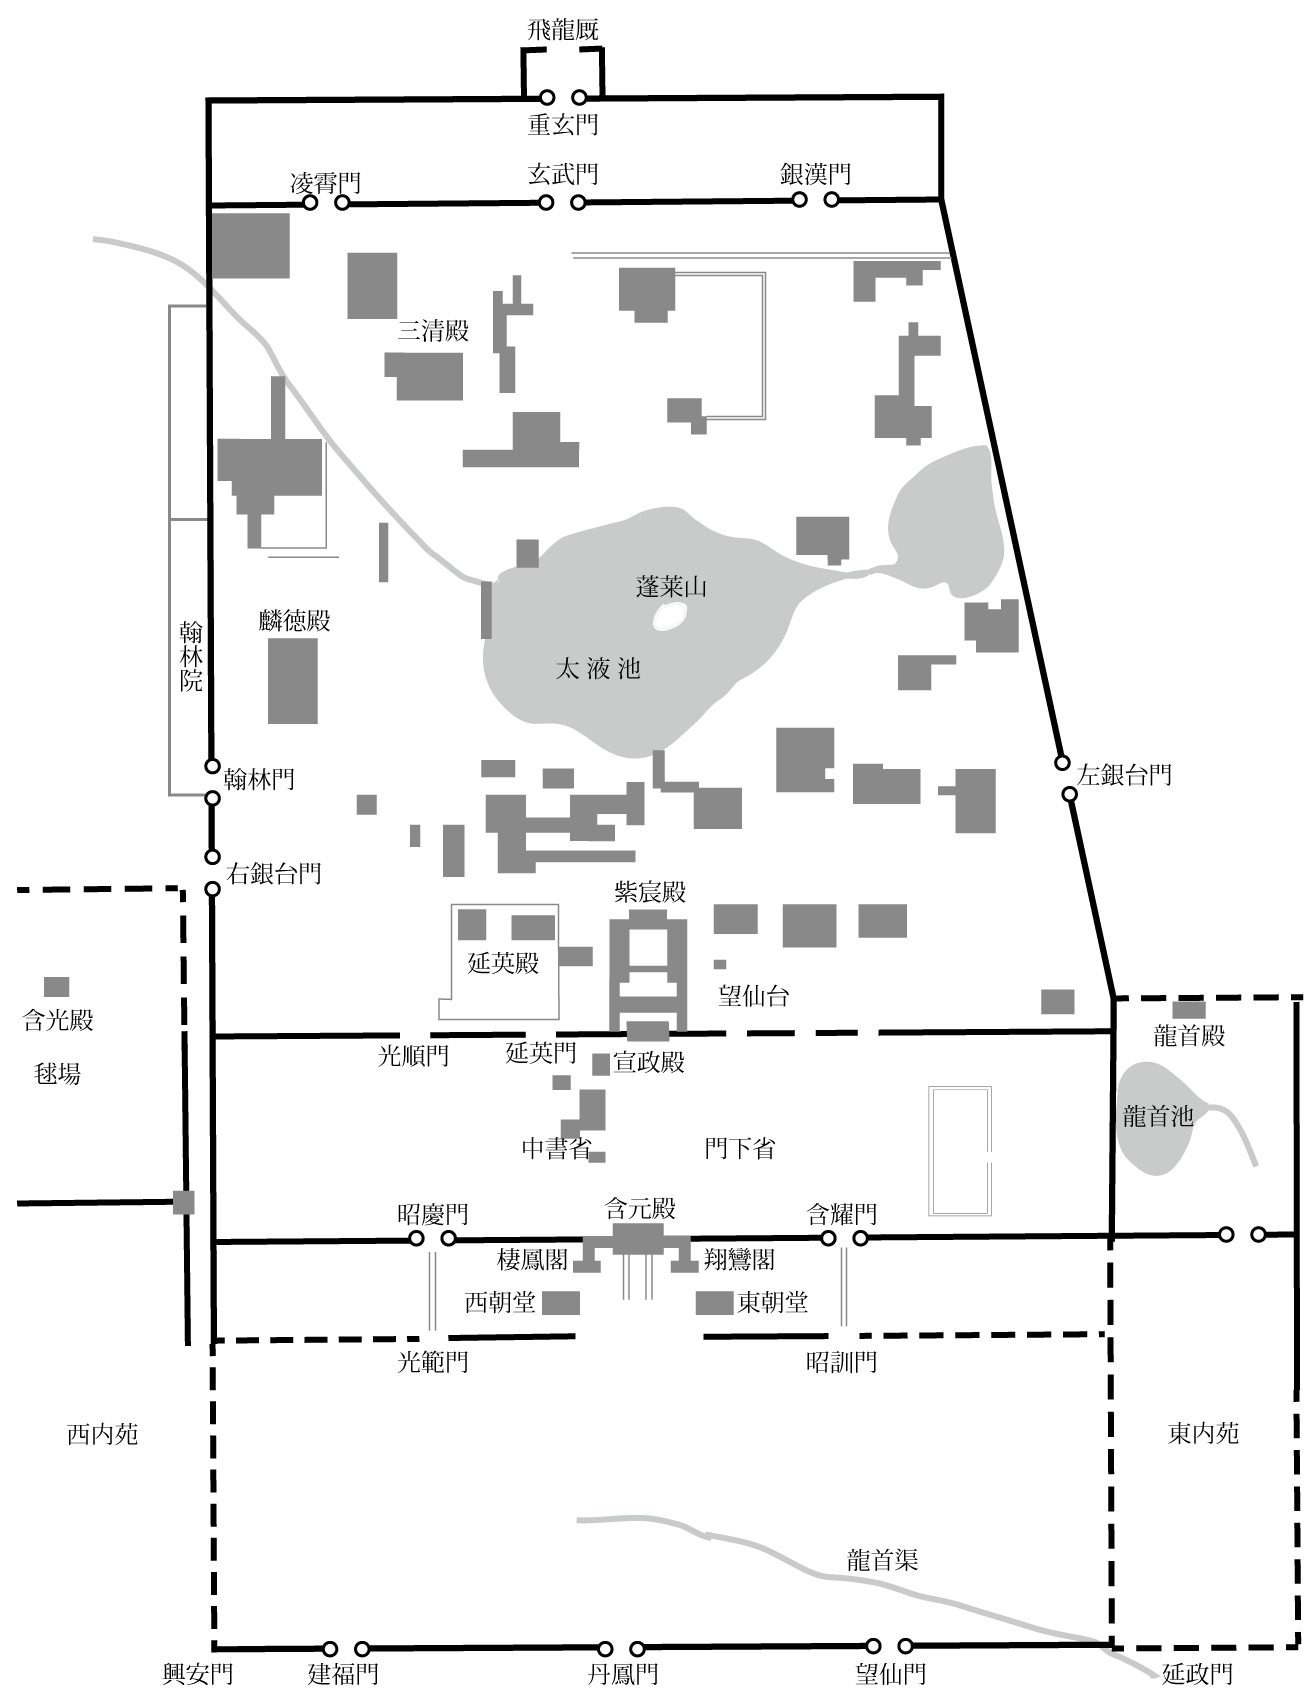 飛龍厩
重玄門
凌霄門
玄武門
銀漢門
三清殿
蓬莱山
麟徳殿
翰林院
太液池
翰林門
左銀台門
右銀台門
紫宸殿
延英殿
望仙台
含光殿
龍首殿
光順門
延英門
宣政殿
毬場
龍首池
中書省
門下省
昭慶門
含元殿
含耀門
棲鳳閣
翔鸞閣
西朝堂
東朝堂
光範門
昭訓門
西内苑
東内苑
龍首渠
興安門
建福門
丹鳳門
望仙門
延政門